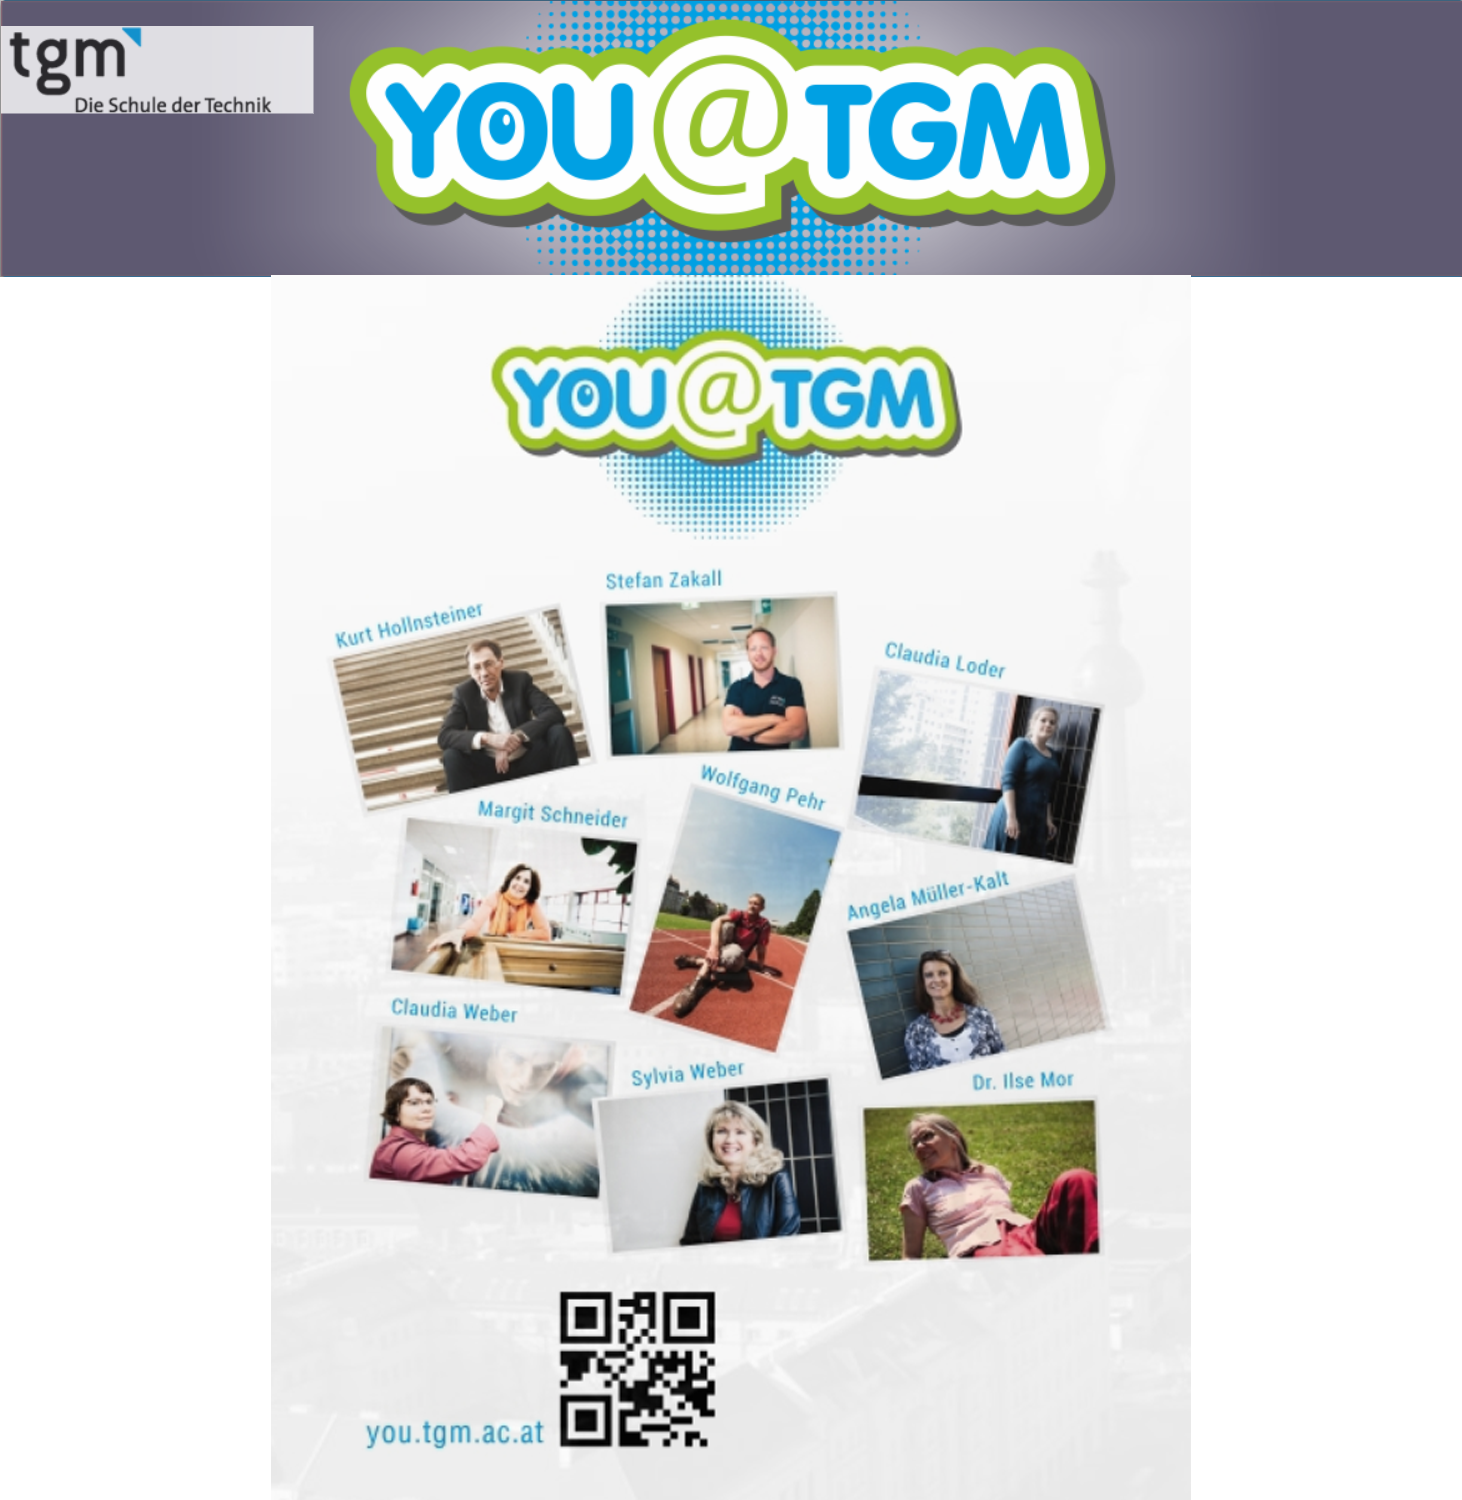 tgm
Die Schule der Technik
YOU@TGM
YOU@TGM
Stefan Zakall
Kurt Hollnsteiner
Claudia Loder
Wolfgang Pehr
Margit Schneider
Angela Müller-Kalt
Claudia Weber
Sylvia Weber
Dr. Ilse Mor
you.tgm.ac.at